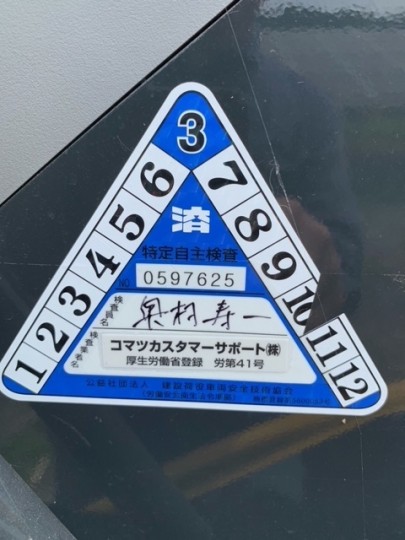 3
1 2 3 4 5 6
7 8 9 10 11 12
済
特定自主検査
NO 0597625
検査員名
奥村寿一
検査業者名
コマツカスタマーサポート㈱
厚生労働省登録 労第41号
公益社団法人 建設荷役車両安全技術協会